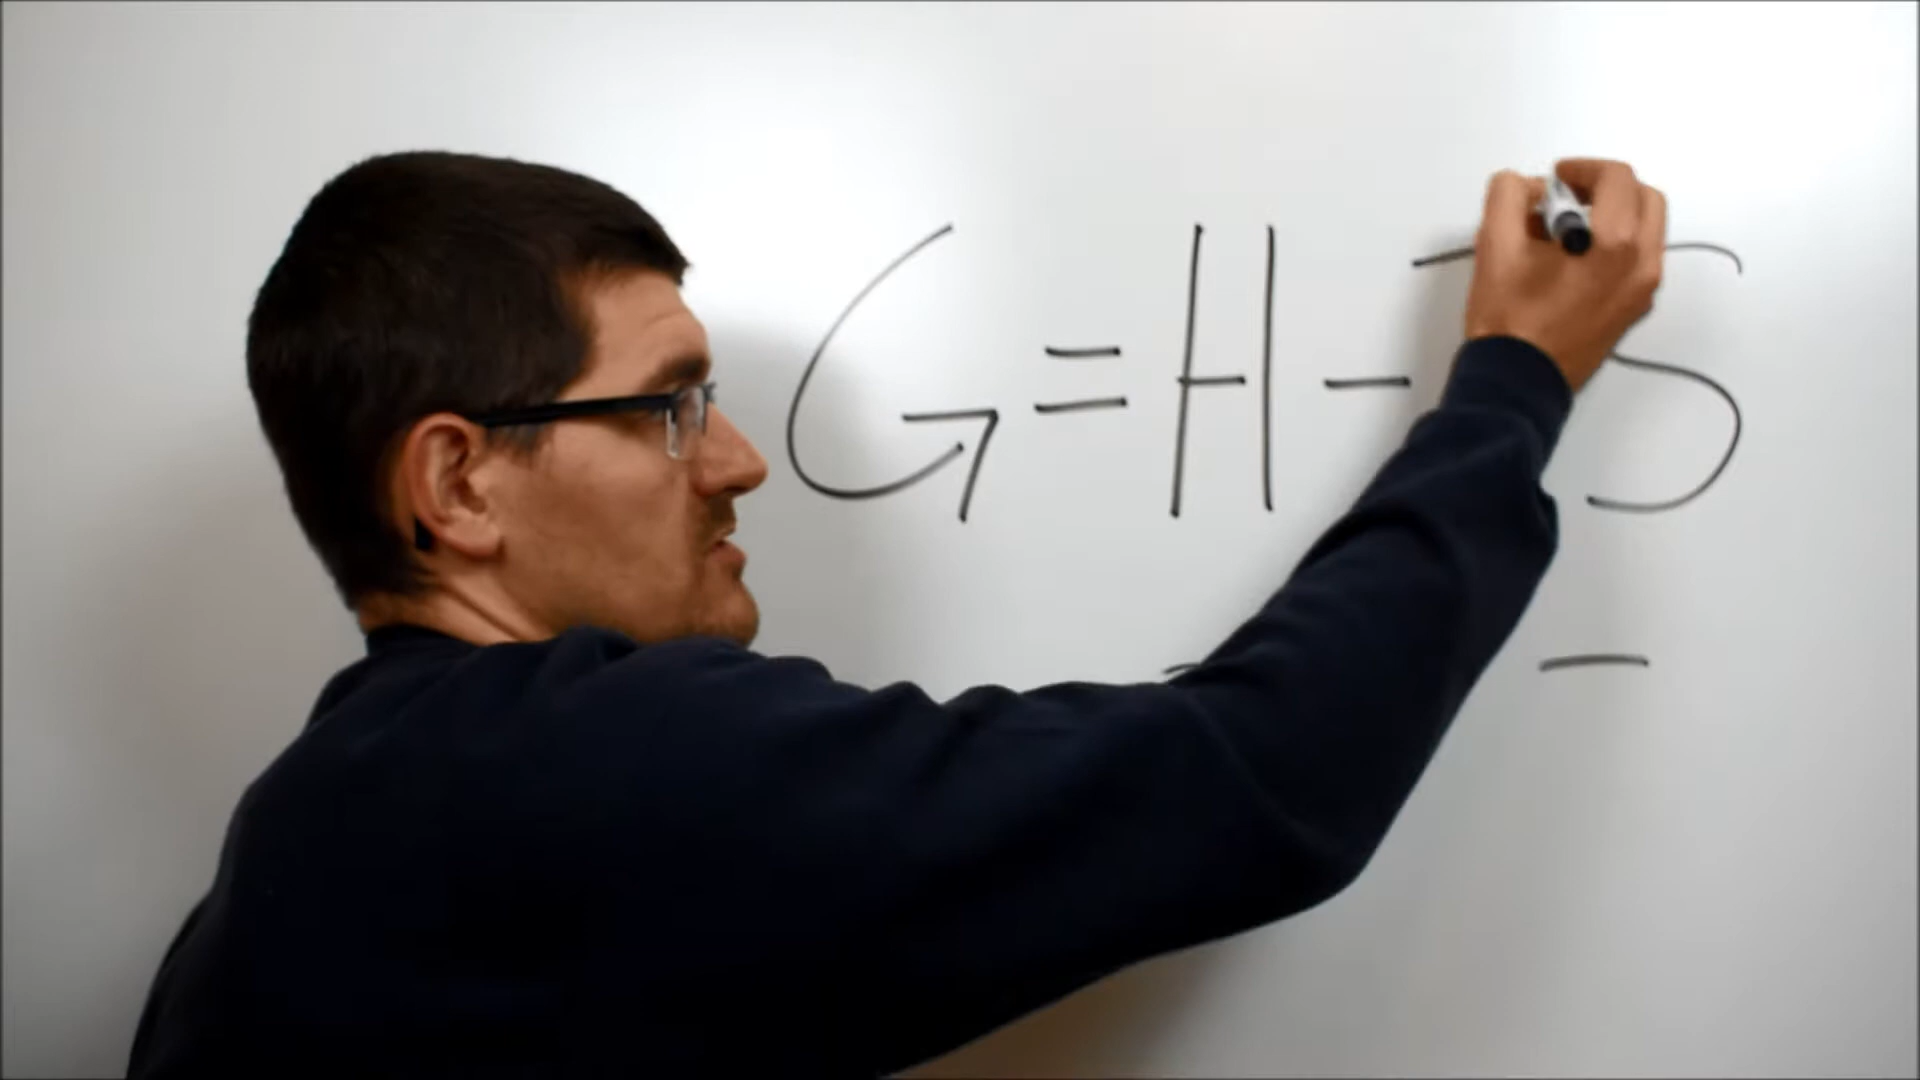 G = H - TS